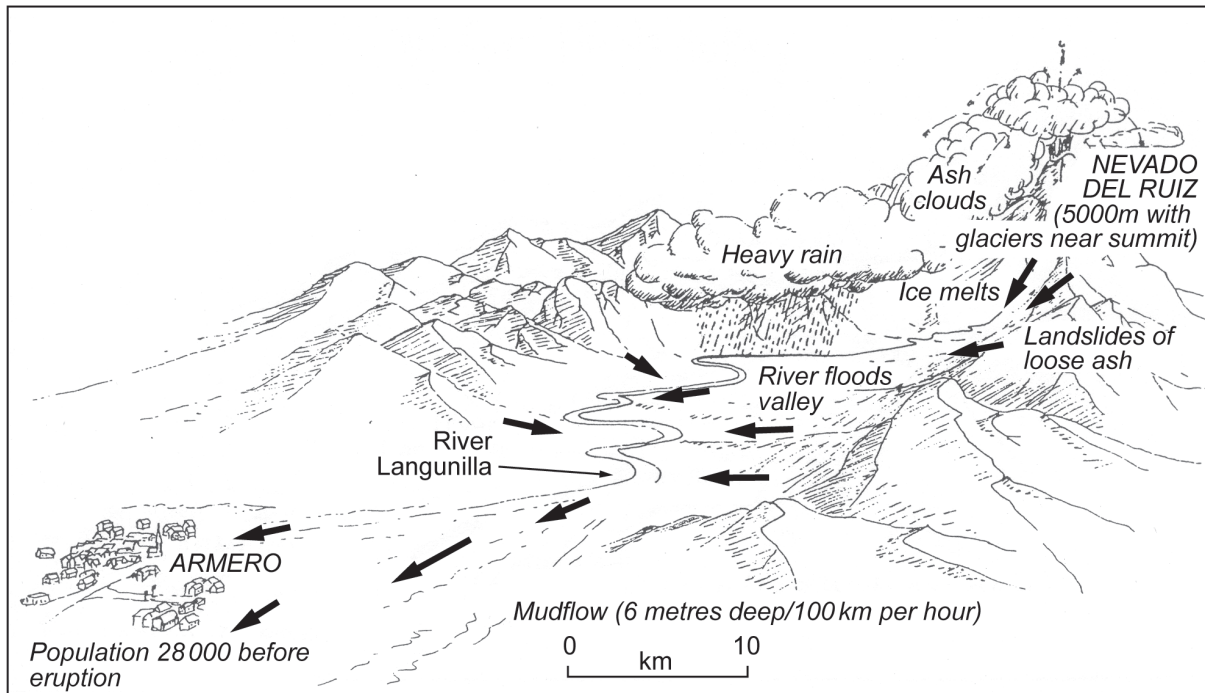 Ash
clouds
NEVADO
DEL RUIZ
(5000m with
glaciers near summit)
Heavy rain
Ice melts
Landslides of
loose ash
River floods
valley
River
Langunilla
ARMERO
Mudflow (6 metres deep/100 km per hour)
0 10
km
Population 28 000 before
eruption